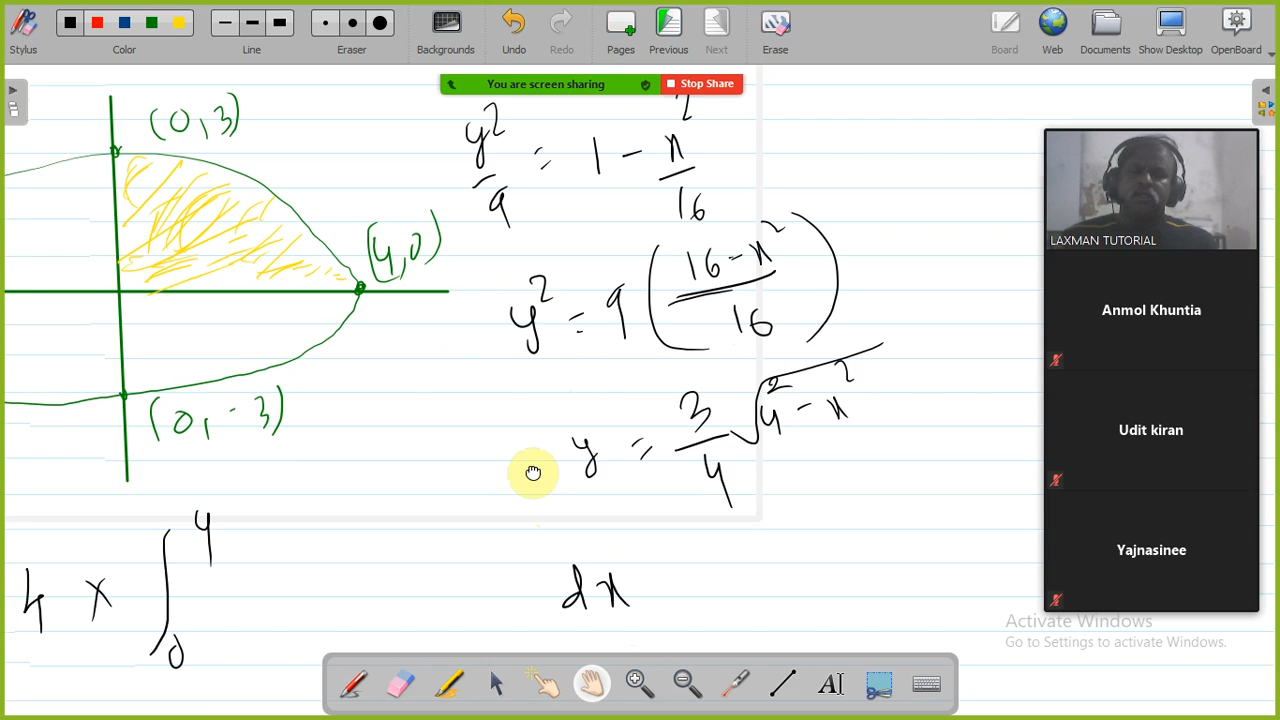 Stylus
Color
Line
Eraser
Backgrounds
Undo
Redo
Pages
Previous
Next
Erase
Board
Web
Documents
Show Desktop
OpenBoard
You are screen sharing
Stop Share
(0,3)
(4,0)
(0,-3)
y²/9 = 1 - x²/16
y² = 9 ( 16 - x² / 16 )
y = 3/4 √4² - x²
4 × ∫₀⁴ dx
LAXMAN TUTORIAL
Anmol Khuntia
Udit kiran
Yajnasinee
Activate Windows
Go to Settings to activate Windows.
AI